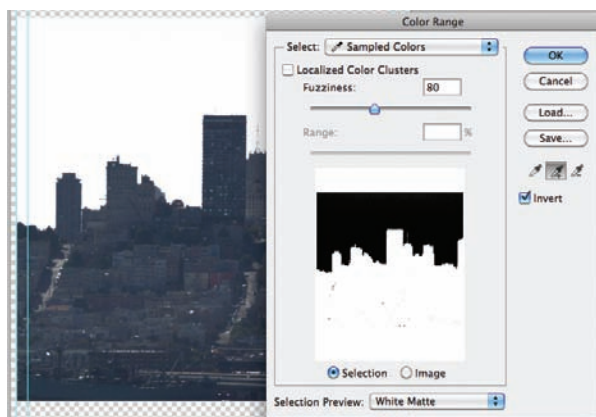 Color Range
Select: Sampled Colors
OK
Localized Color Clusters
Cancel
Fuzziness: 80
Load...
Range: %
Save...
Invert
Selection Image
Selection Preview: White Matte